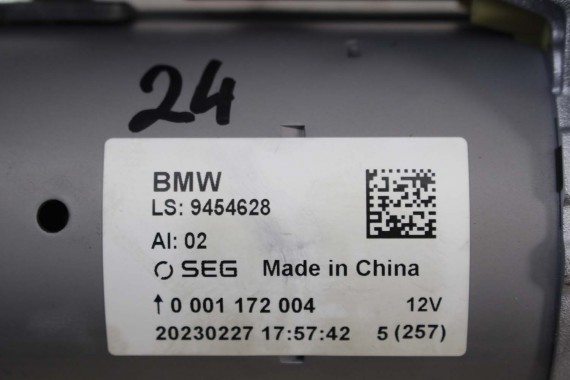 24
BMW
LS: 9454628
AI: 02
SEG Made in China
↑0 001 172 004 12V
20230227 17:57:42 5 (257)